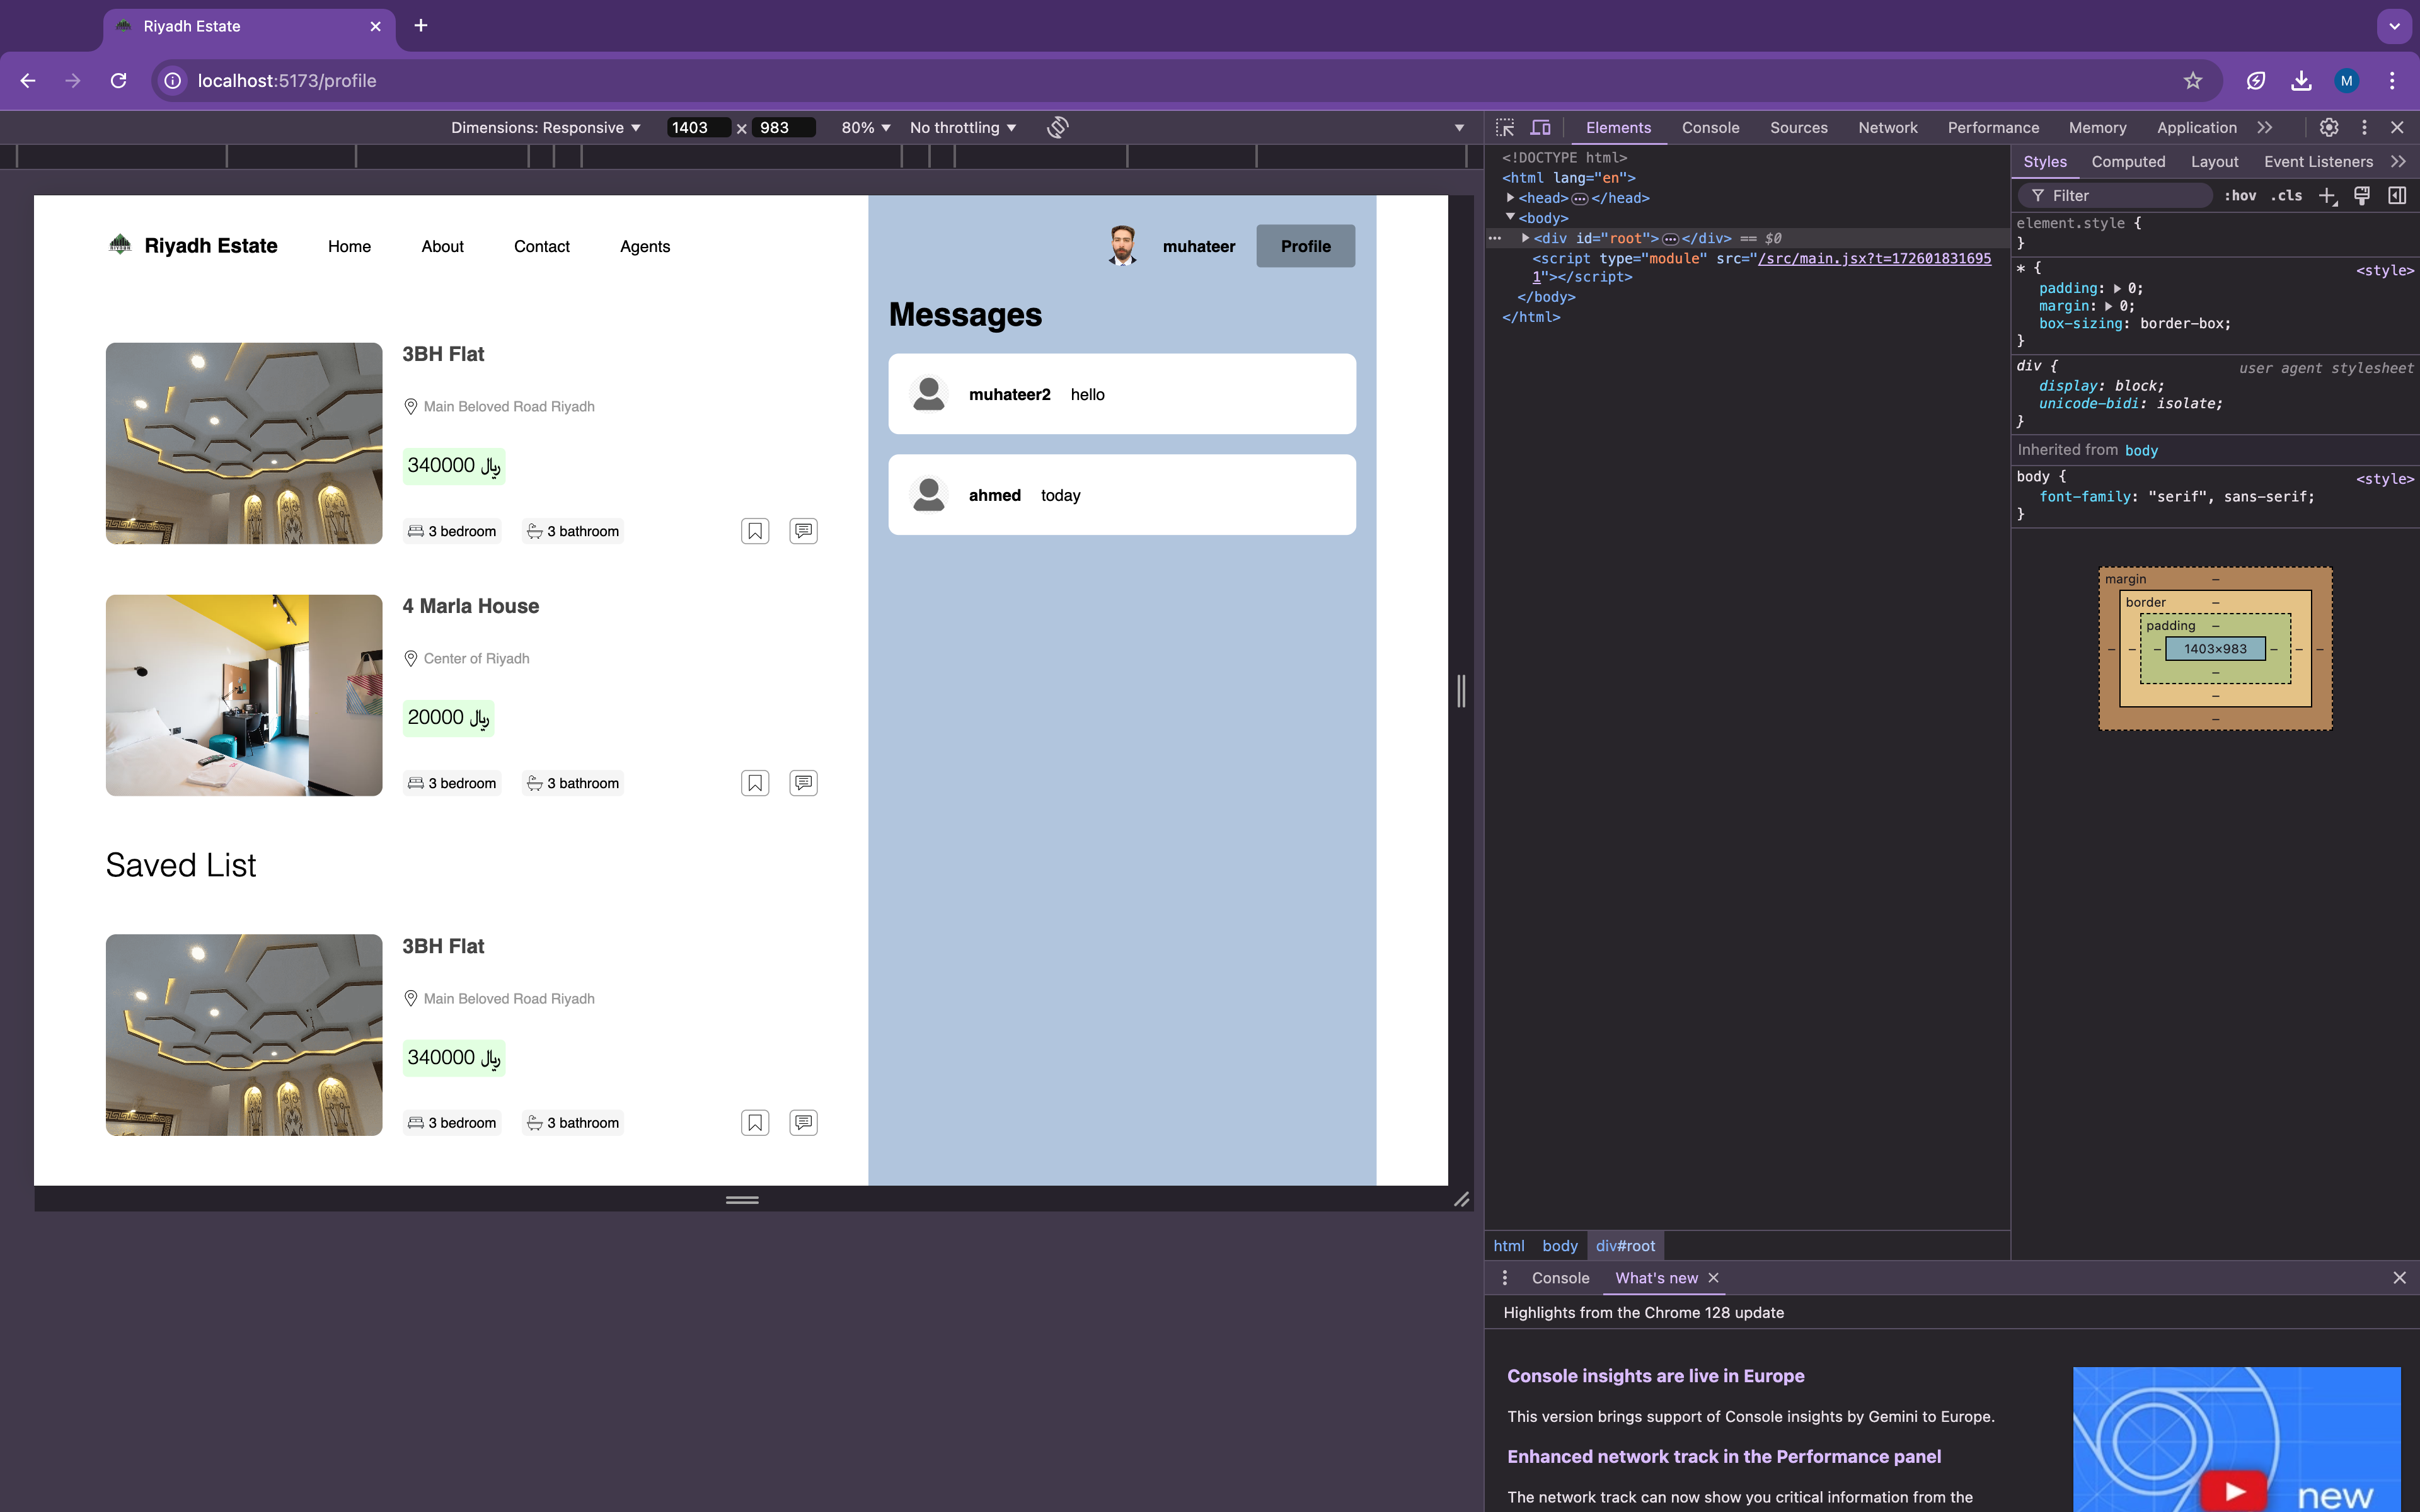 Riyadh Estate
localhost:5173/profile
M
Dimensions: Responsive 1403 x 983 80% No throttling
Riyadh Estate Home About Contact Agents
muhateer Profile
3BH Flat
Main Beloved Road Riyadh
340000 ﷼
3 bedroom 3 bathroom
4 Marla House
Center of Riyadh
20000 ﷼
3 bedroom 3 bathroom
Saved List
3BH Flat
Main Beloved Road Riyadh
340000 ﷼
3 bedroom 3 bathroom
Messages
muhateer2 hello
ahmed today
Elements Console Sources Network Performance Memory Application
<!DOCTYPE html>
<html lang="en">
<head> </head>
<body>
<div id="root"> </div> == $0
<script type="module" src="/src/main.jsx?t=172601831695
1"></script>
</body>
</html>
html body div#root
Styles Computed Layout Event Listeners
Filter :hov .cls
element.style {
}
* { <style>
padding: 0;
margin: 0;
box-sizing: border-box;
}
div { user agent stylesheet
display: block;
unicode-bidi: isolate;
}
Inherited from body
body { <style>
font-family: "serif", sans-serif;
}
margin –
border –
padding –
– – – 1403×983 – – –
–
–
–
Console What's new
Highlights from the Chrome 128 update
Console insights are live in Europe
This version brings support of Console insights by Gemini to Europe.
Enhanced network track in the Performance panel
The network track can now show you critical information from the
new